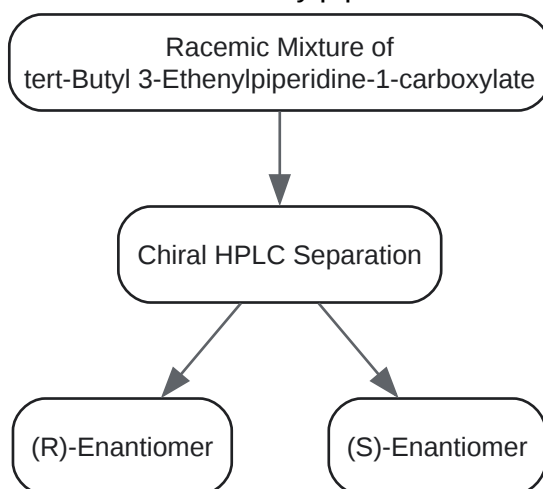 Racemic Mixture of
tert-Butyl 3-Ethenylpiperidine-1-carboxylate
Chiral HPLC Separation
(R)-Enantiomer
(S)-Enantiomer